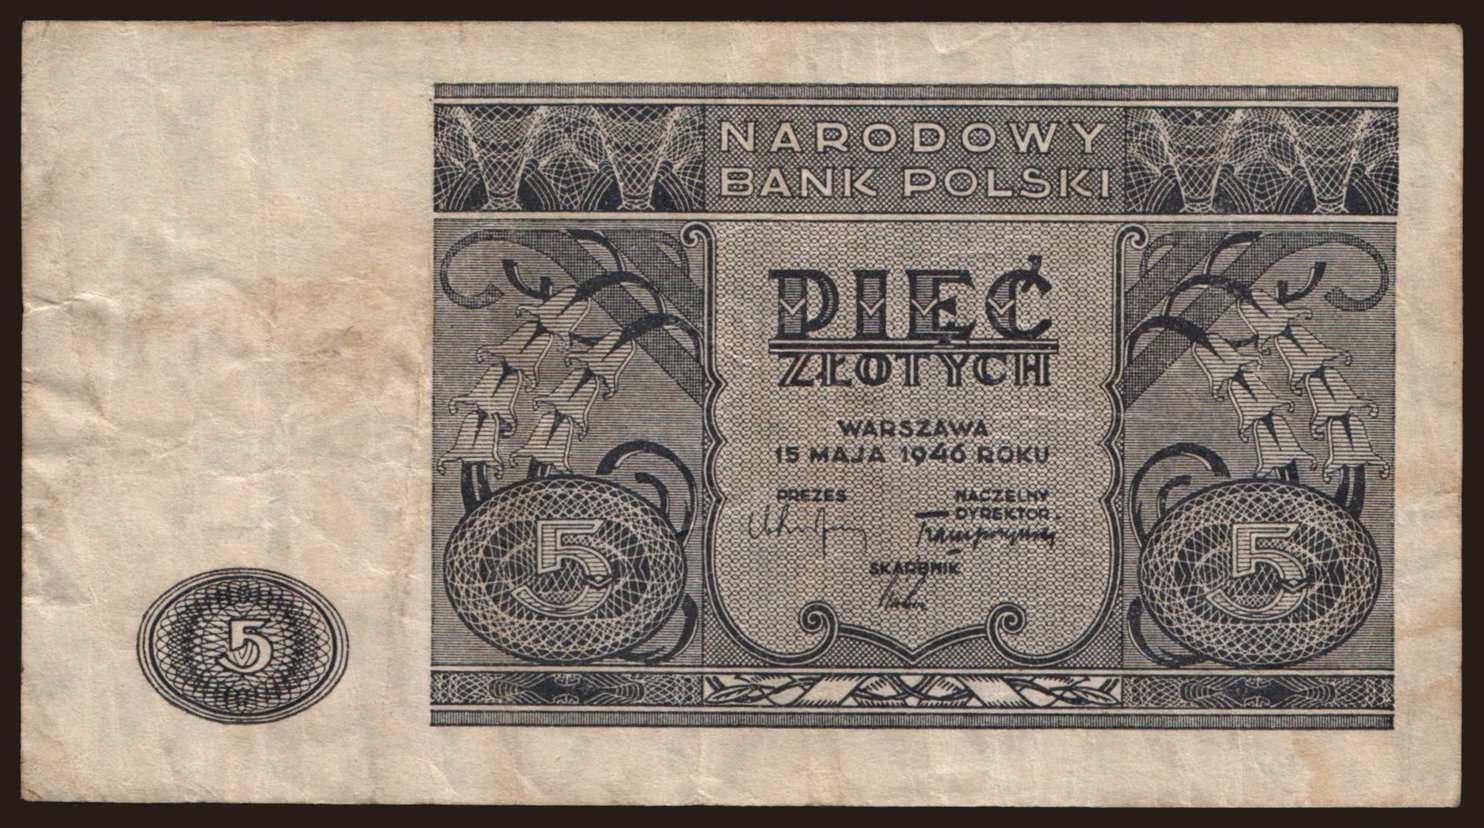 NARODOWY
BANK POLSKI
PIĘĆ
ZŁOTYCH
WARSZAWA
15 MAJA 1946 ROKU
PREZES
NACZELNY
DYREKTOR
SKARBNIK
5
5
5